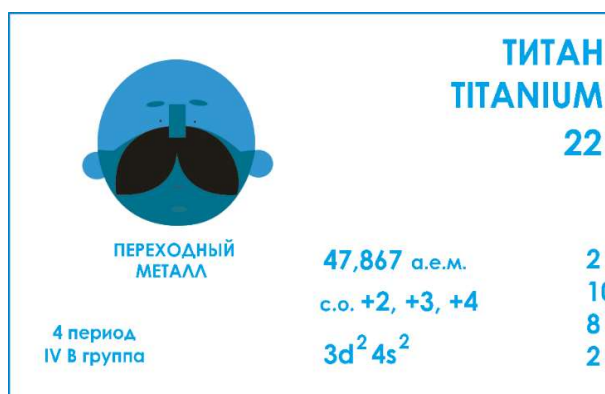 ТИТАН
TITANIUM
22
ПЕРЕХОДНЫЙ
МЕТАЛЛ
47,867 а.е.м.
с.о. +2, +3, +4
3d² 4s²
4 период
IV В группа
2
10
8
2